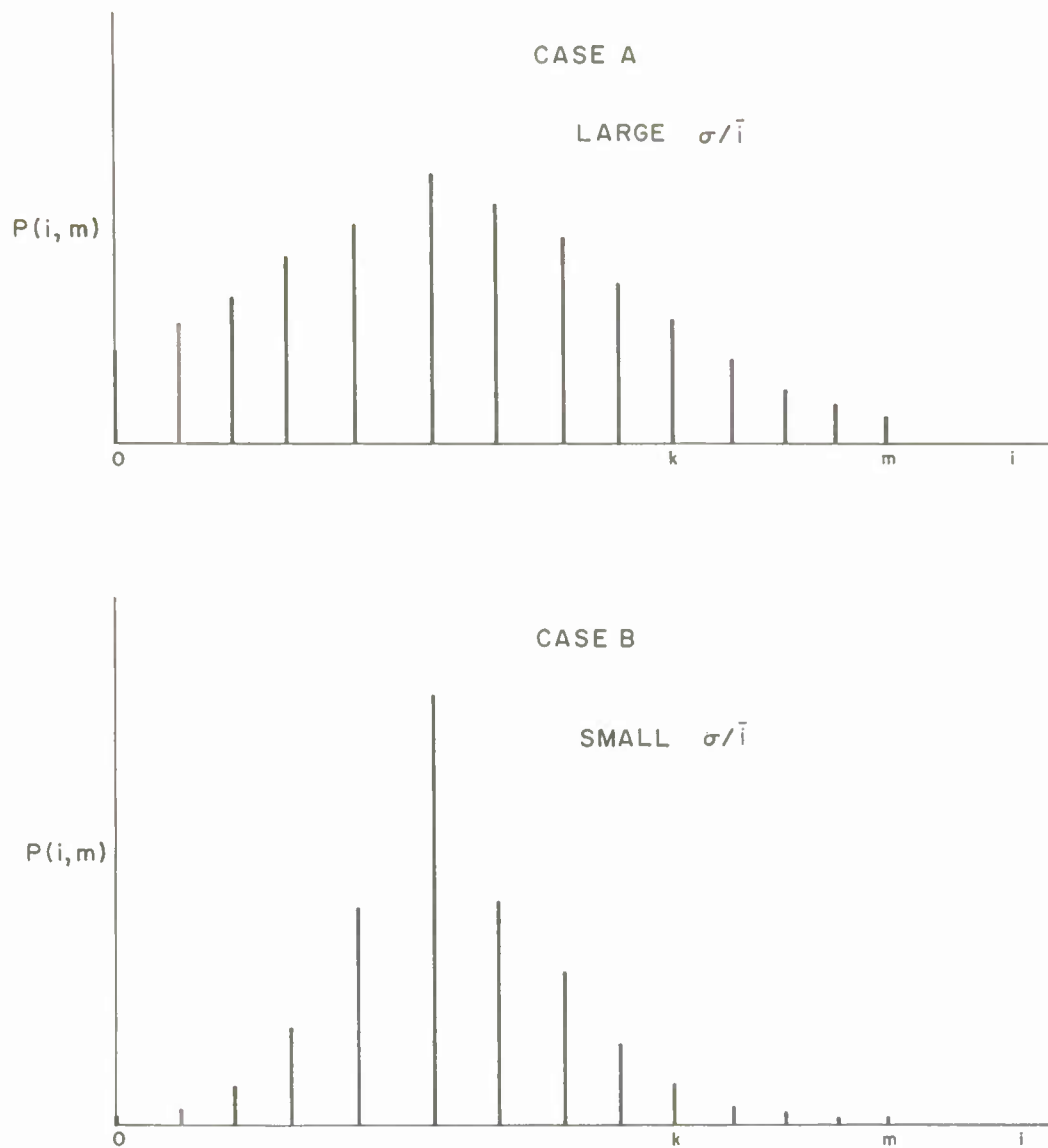 CASE A
LARGE σ/ī
P(i, m)
0 k m i
CASE B
SMALL σ/ī
P(i,m)
0 k m i